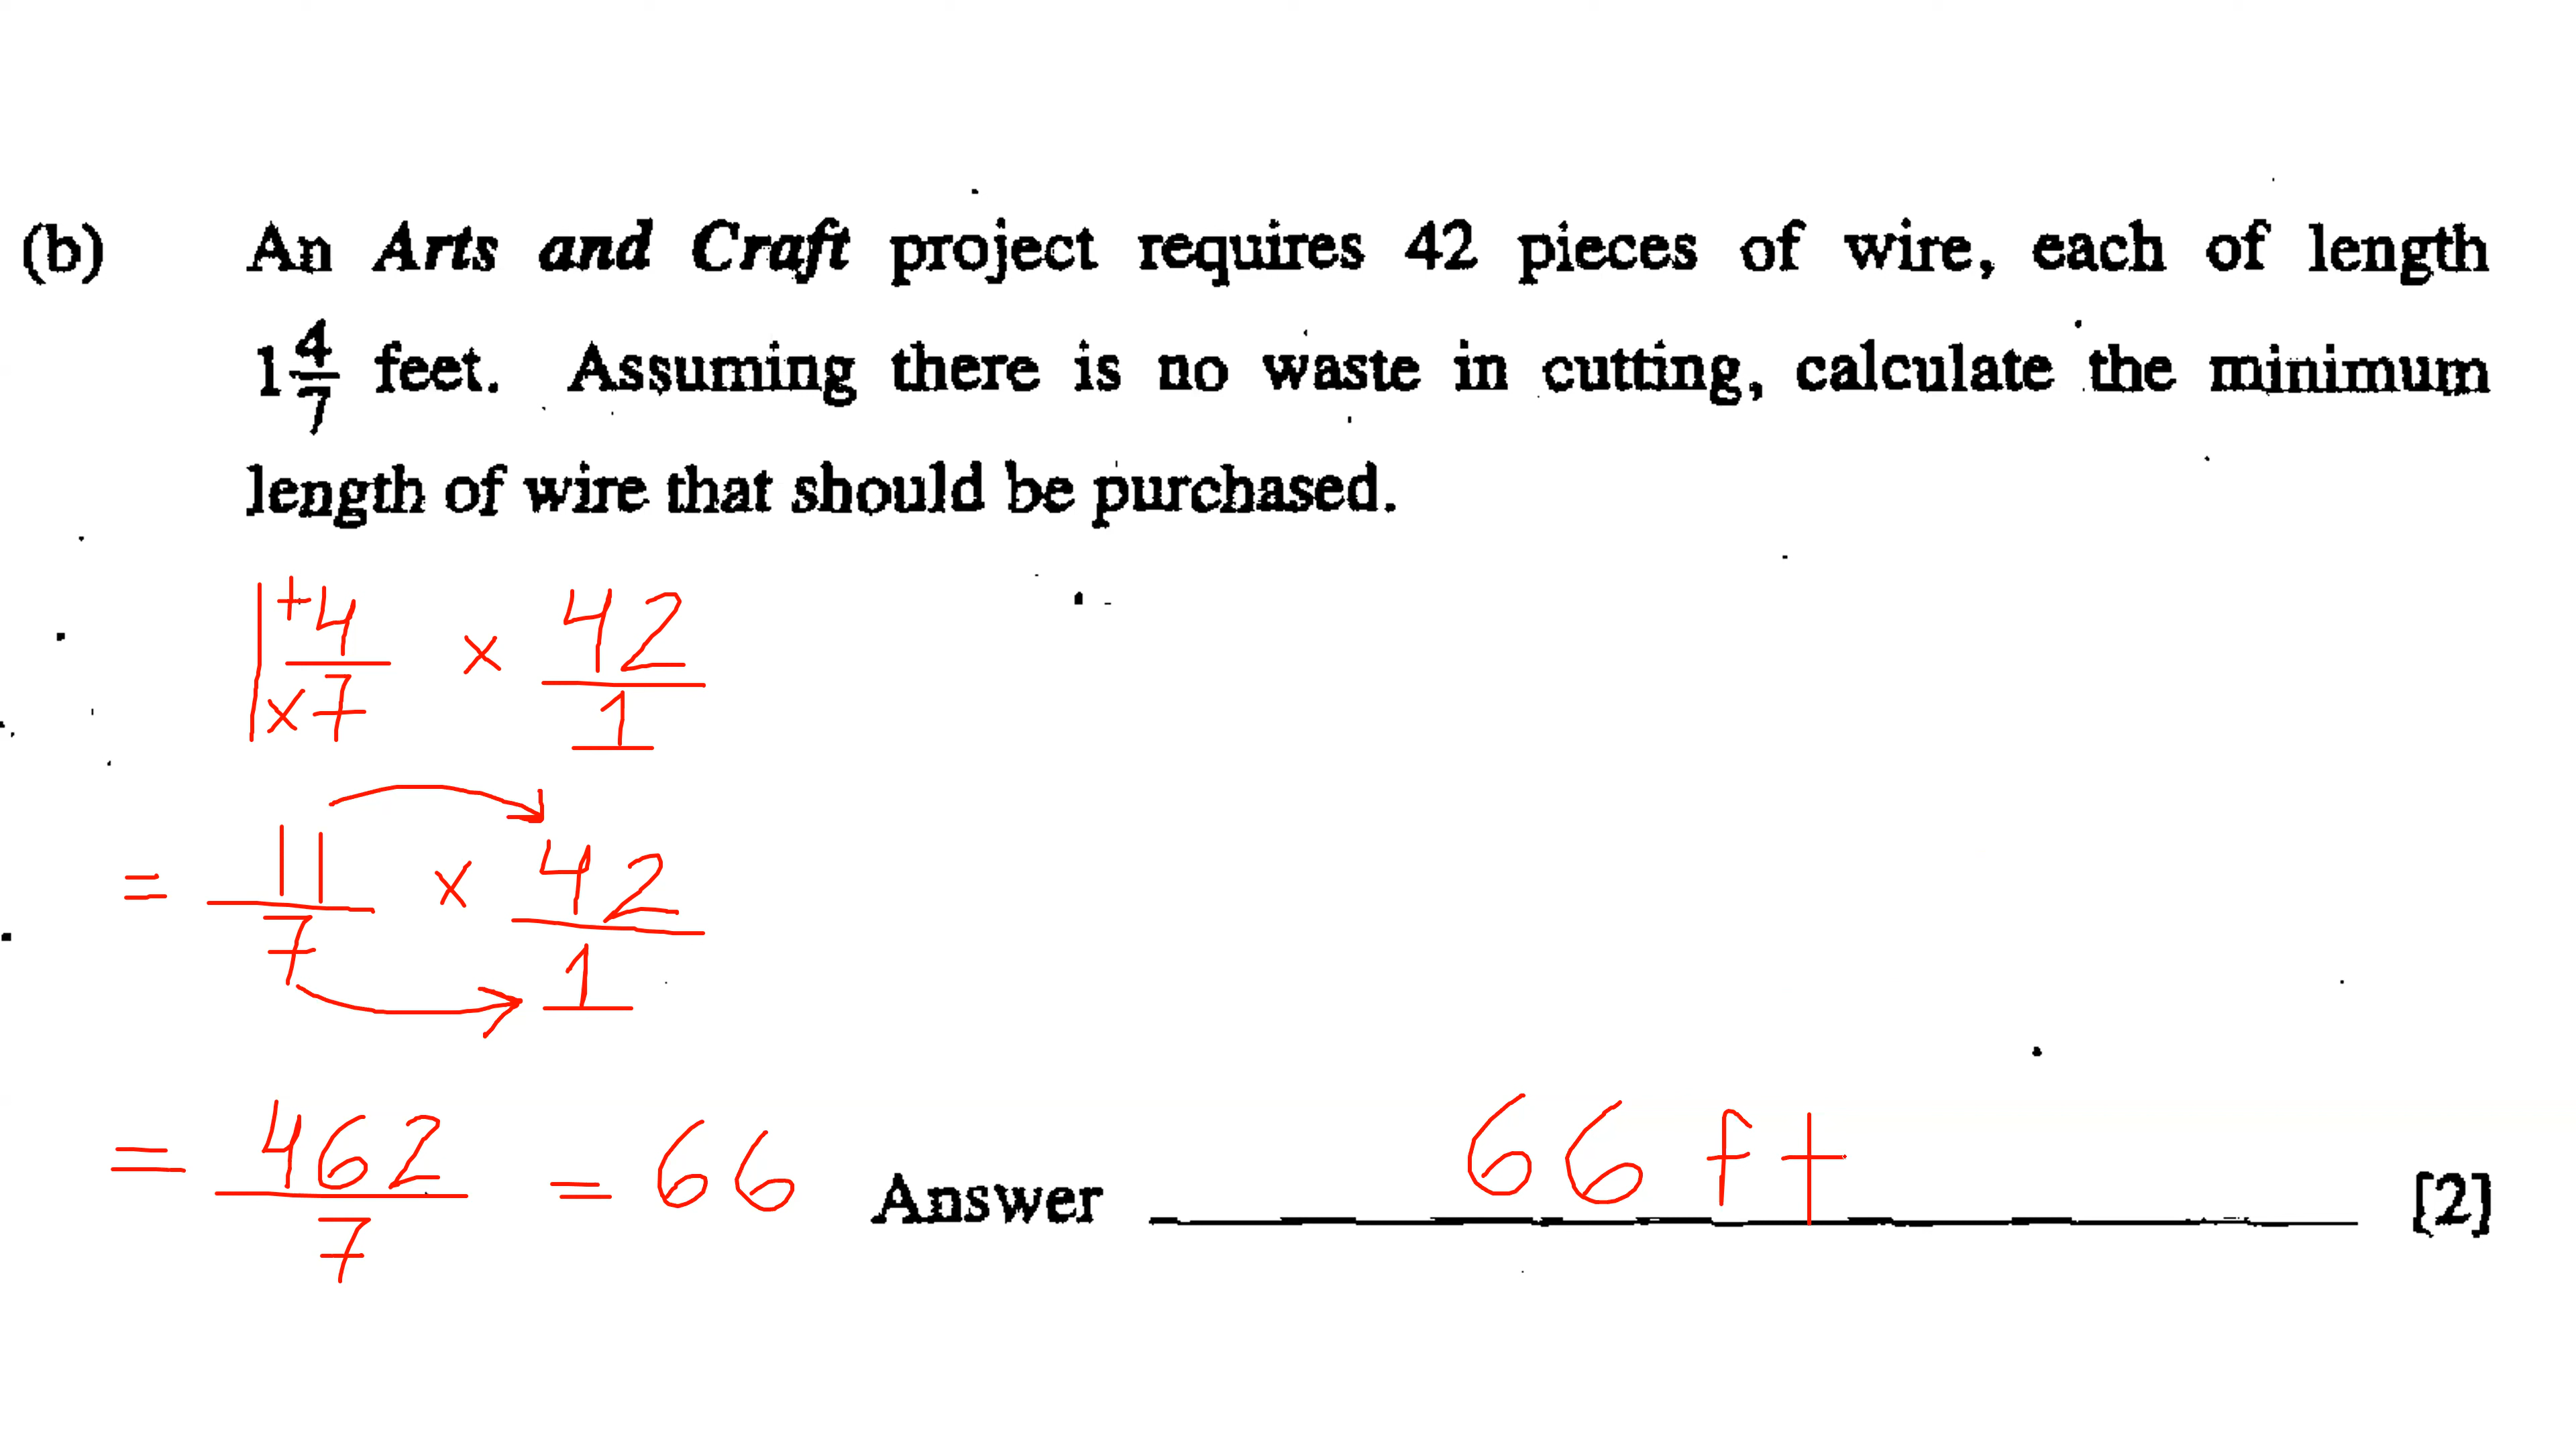 (b) An Arts and Craft project requires 42 pieces of wire, each of length
1 4/7 feet. Assuming there is no waste in cutting, calculate the minimum
length of wire that should be purchased.
1 +4/×7 × 42/1
= 11/7 × 42/1
= 462/7 = 66 Answer 66 ft [2]